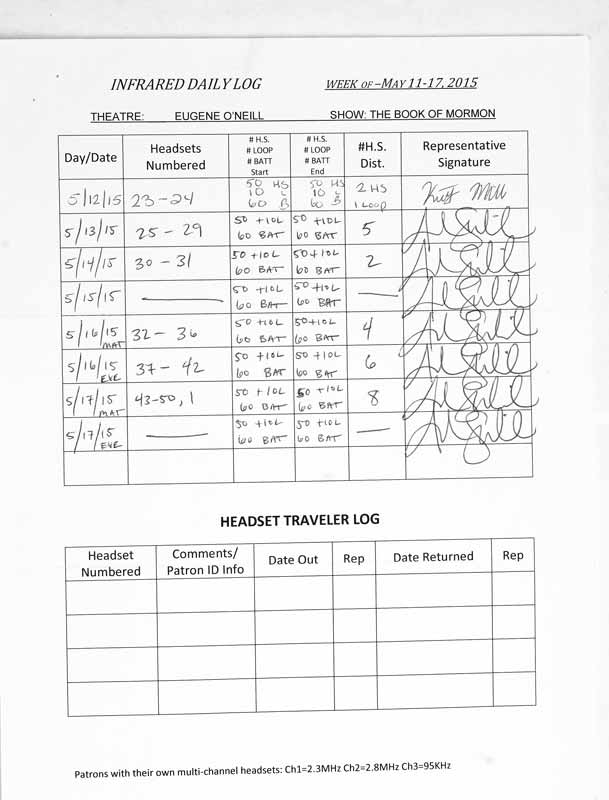 INFRARED DAILY LOG WEEK OF –MAY 11-17, 2015
THEATRE: EUGENE O'NEILL SHOW: THE BOOK OF MORMON
Day/Date Headsets Numbered # H.S. # LOOP # BATT Start # H.S. # LOOP # BATT End #H.S. Dist. Representative Signature
5/12/15 23-24 50 HS 10 L 60 B 50 HS 10 L 60 B 2 HS 1 LOOP
5/13/15 25 - 29 50 +10L 60 BAT 50 +10L 60 BAT 5
5/14/15 30 - 31 50 +10L 60 BAT 50+10L 60 BAT 2
5/15/15 — 50 +10L 60 BAT 50 +10L 60 BAT —
5/16/15 MAT 32 - 36 50 +10L 60 BAT 50+10L 60 BAT 4
5/16/15 EVE 37 - 42 50 +10L 60 BAT 50 +10L 60 BAT 6
5/17/15 MAT 43-50, 1 50 +10L 60 BAT 50 +10L 60 BAT 8
5/17/15 EVE — 50 +10L 60 BAT 50 +10L 60 BAT —
HEADSET TRAVELER LOG
Headset Numbered Comments/ Patron ID Info Date Out Rep Date Returned Rep
Patrons with their own multi-channel headsets: Ch1=2.3MHz Ch2=2.8MHz Ch3=95KHz